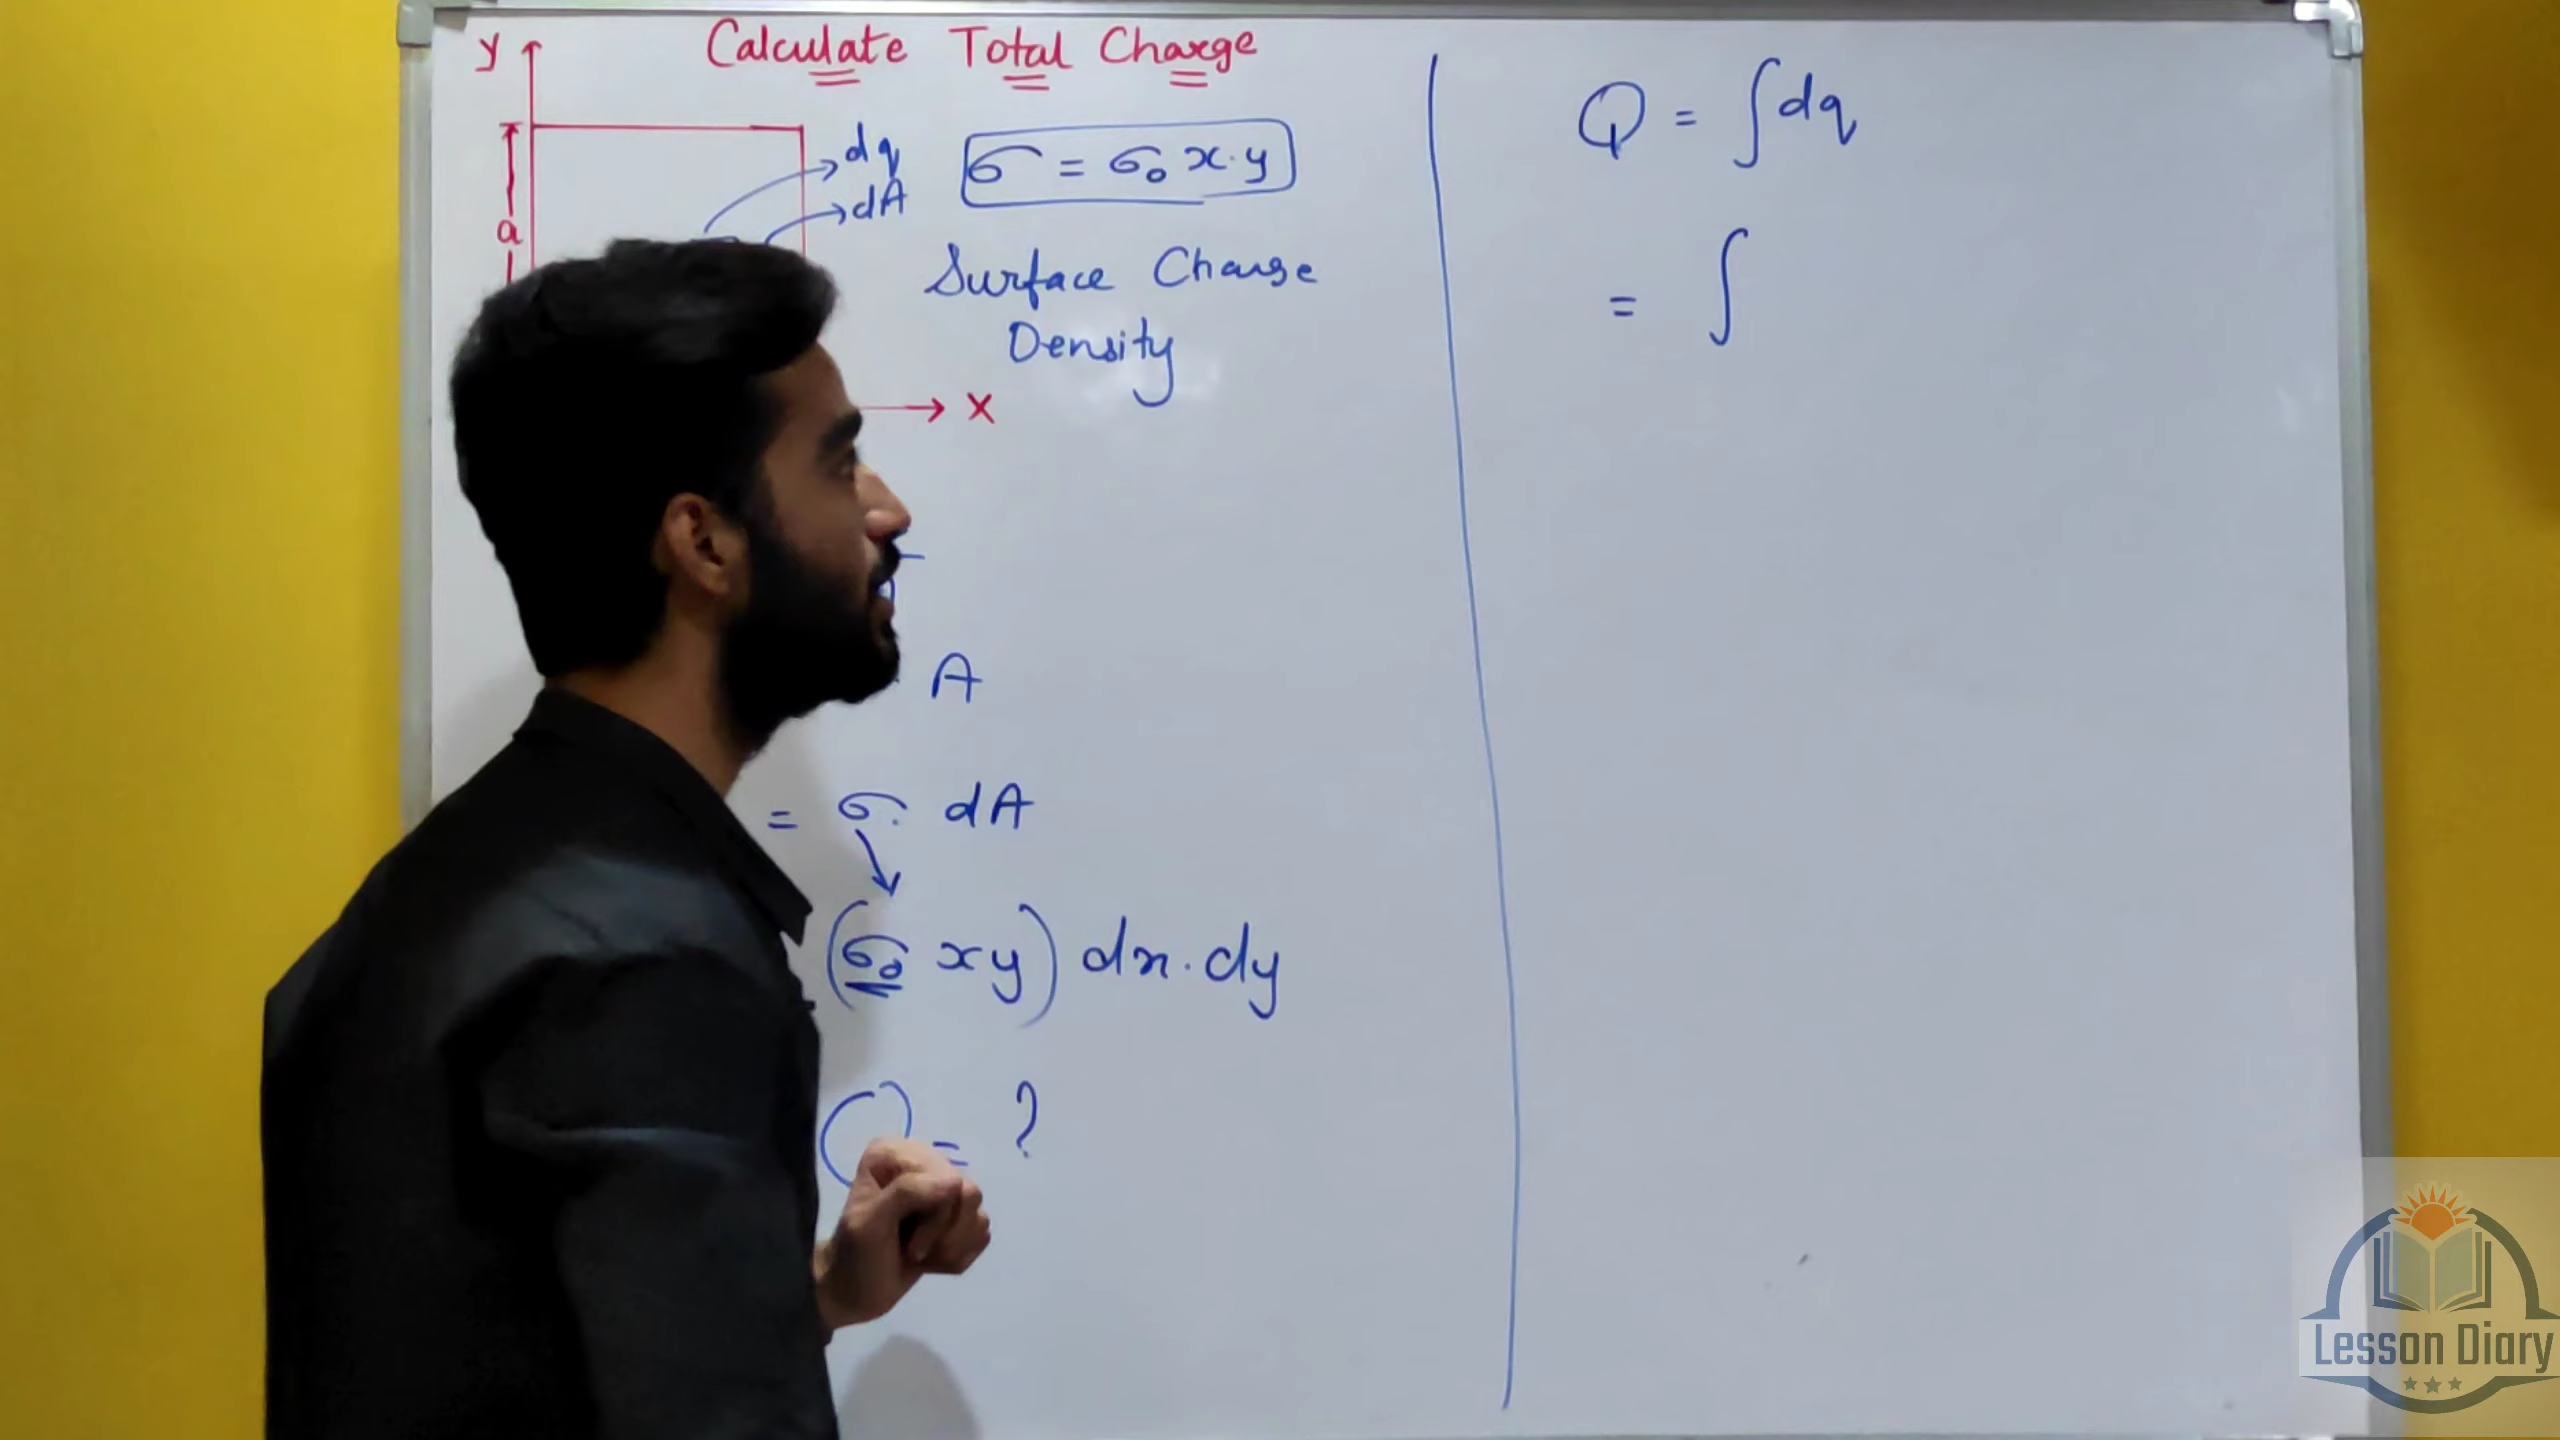 Calculate Total Charge
y
dq
dA
σ = σ₀ x·y
a
Surface Charge
Density
x
A
= σ. dA
(σ₀ xy) dx·dy
= ?
Q = ∫dq
= ∫
Lesson Diary